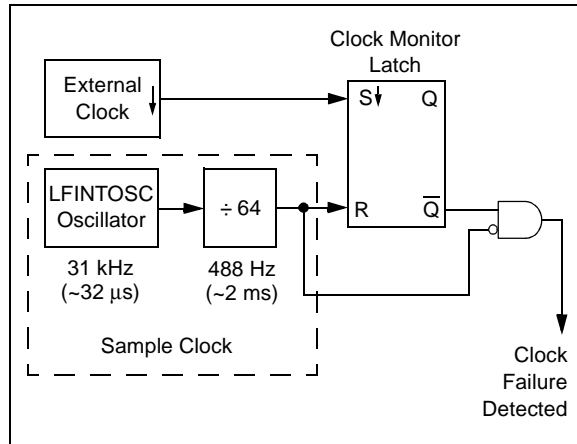 Clock Monitor
Latch
External
Clock
S
Q
LFINTOSC
Oscillator
÷ 64
R
Q̅
31 kHz
(~32 μs)
488 Hz
(~2 ms)
Sample Clock
Clock
Failure
Detected